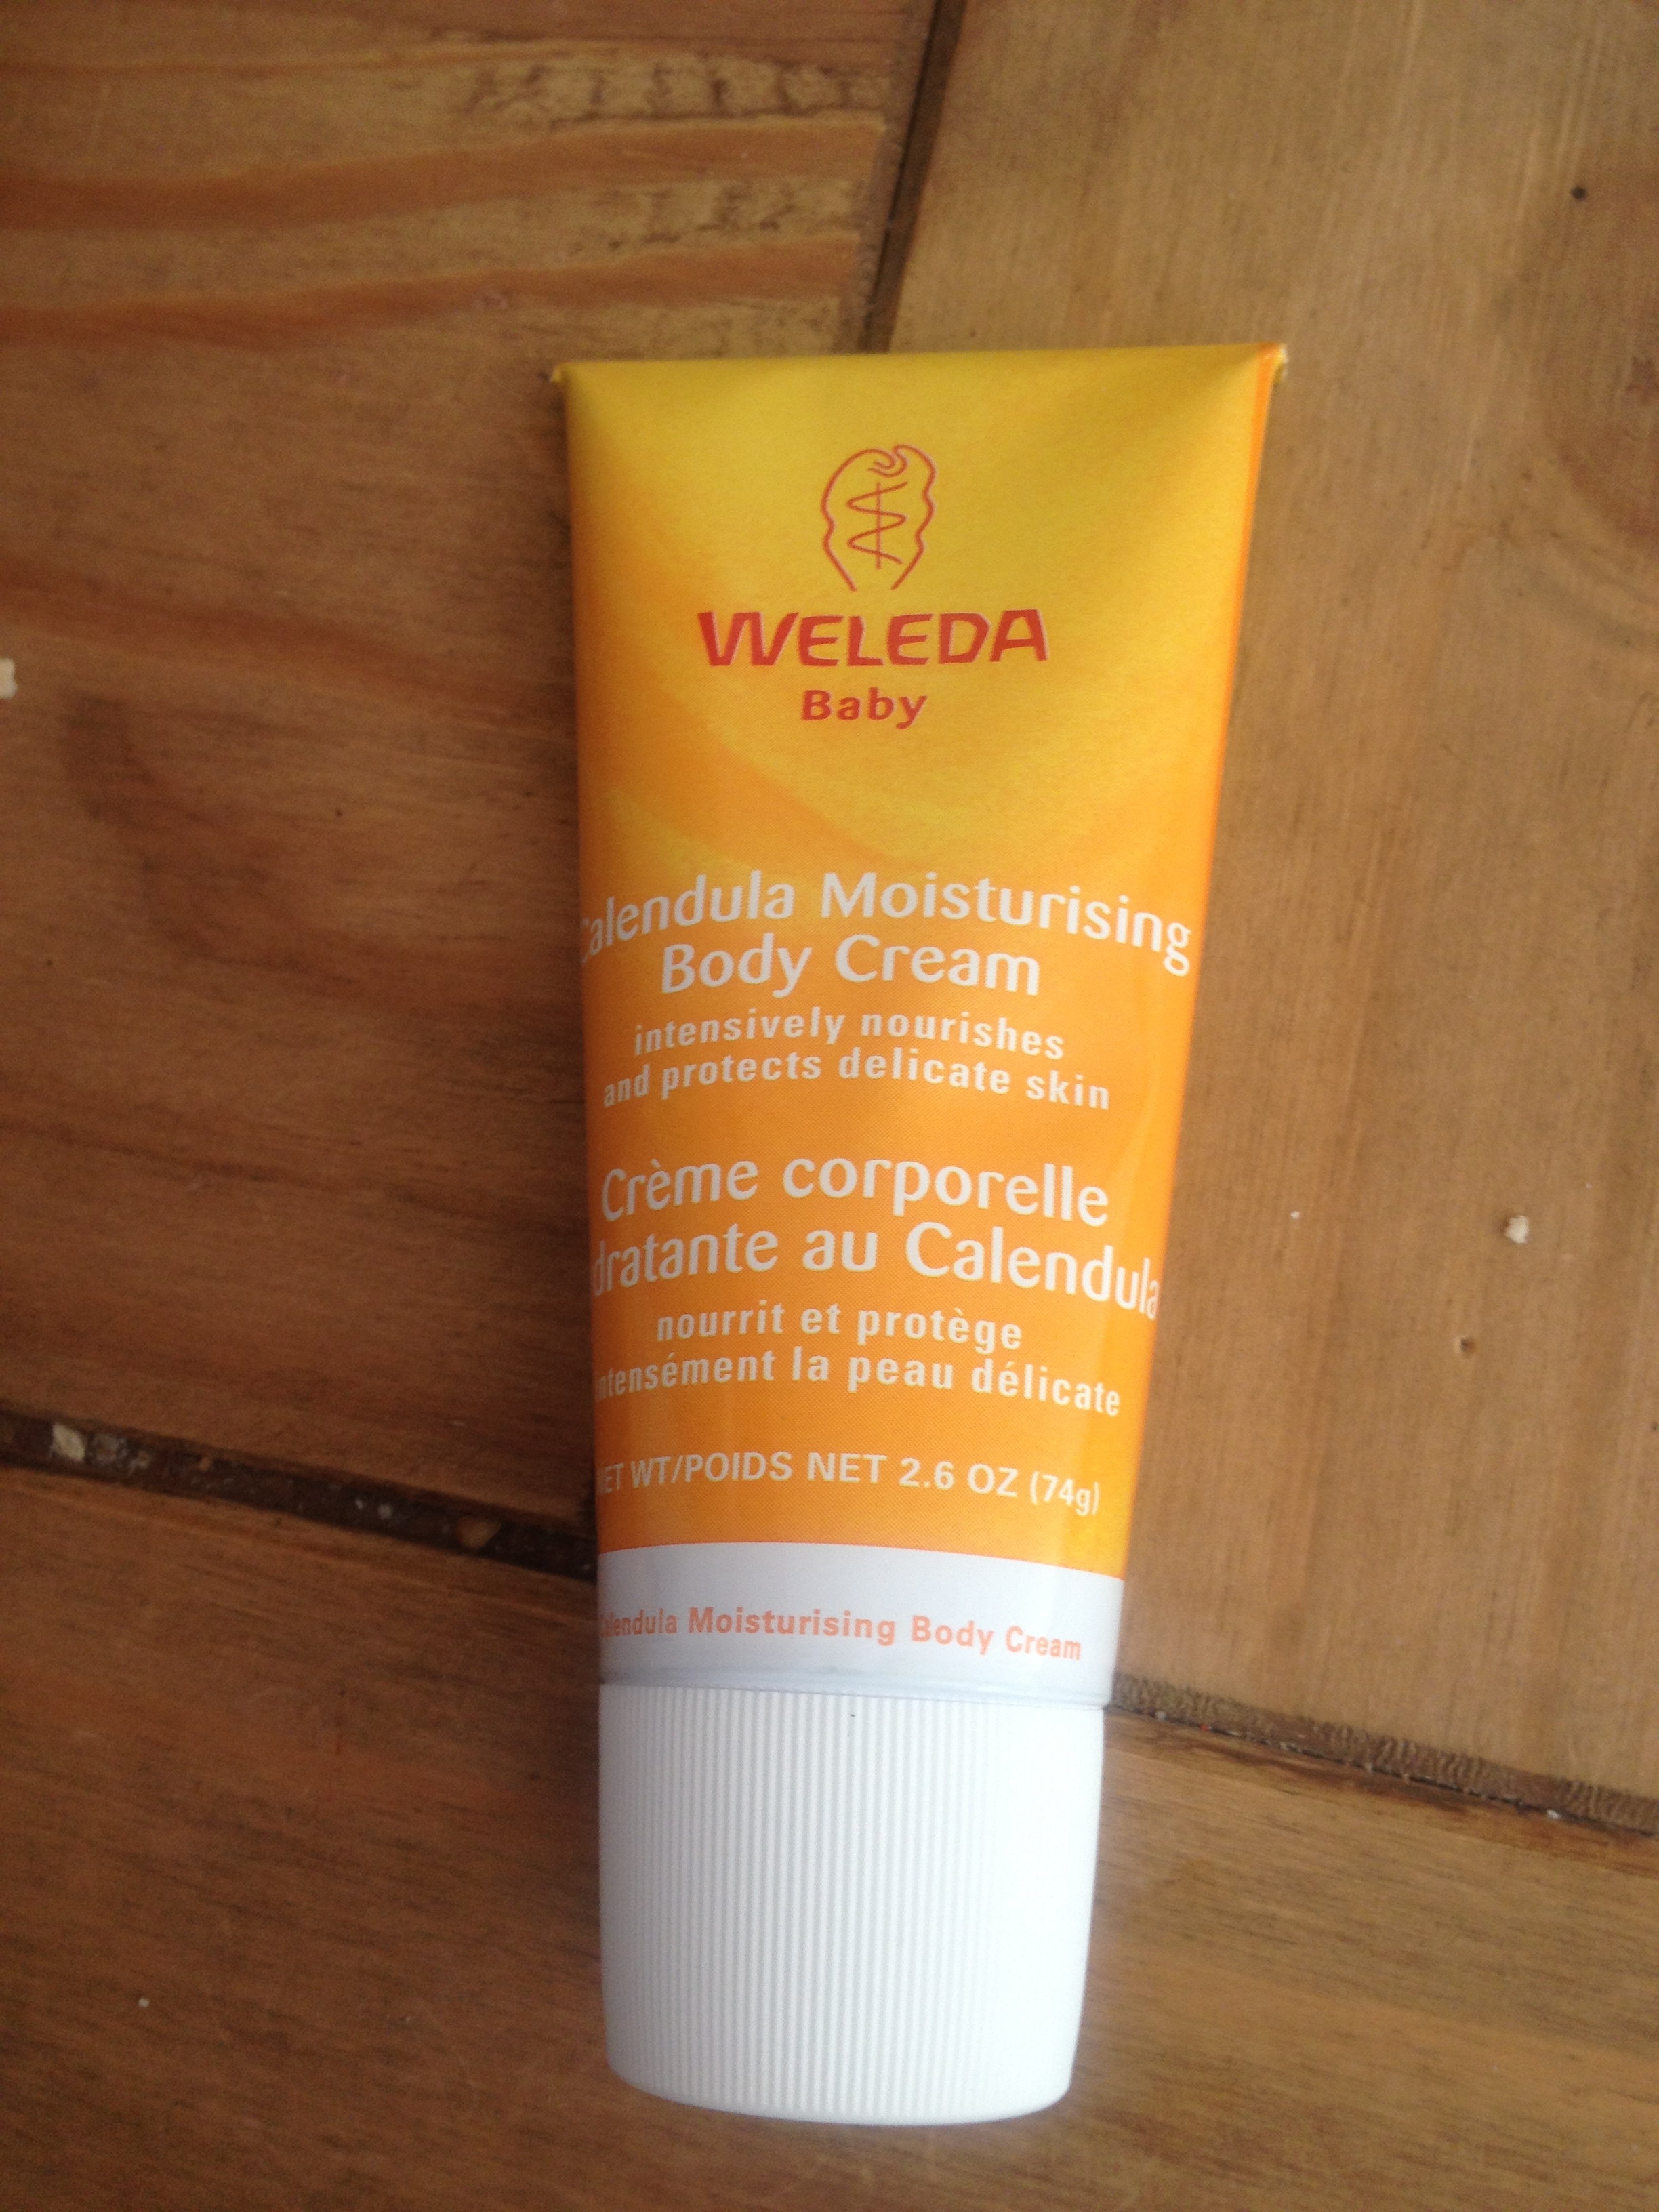 WELEDA
Baby
Calendula Moisturising
Body Cream
intensively nourishes
and protects delicate skin
Crème corporelle
dratante au Calendula
nourrit et protège
intensément la peau délicate
NET WT/POIDS NET 2.6 OZ (74g)
Calendula Moisturising Body Cream